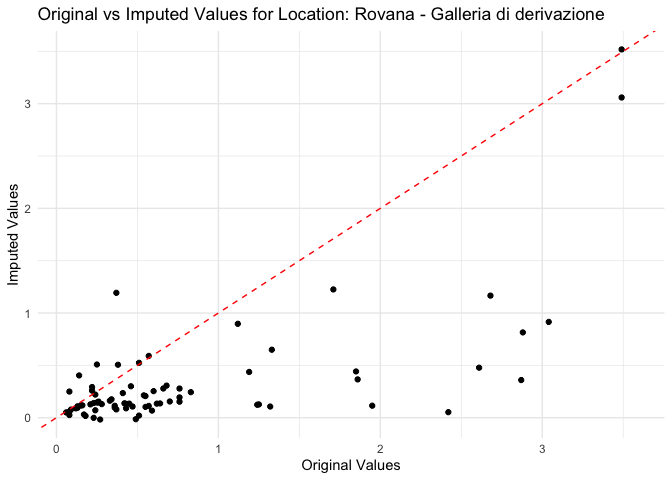 Original vs Imputed Values for Location: Rovana - Galleria di derivazione
Imputed Values
3
2
1
0
0 1 2 3
Original Values